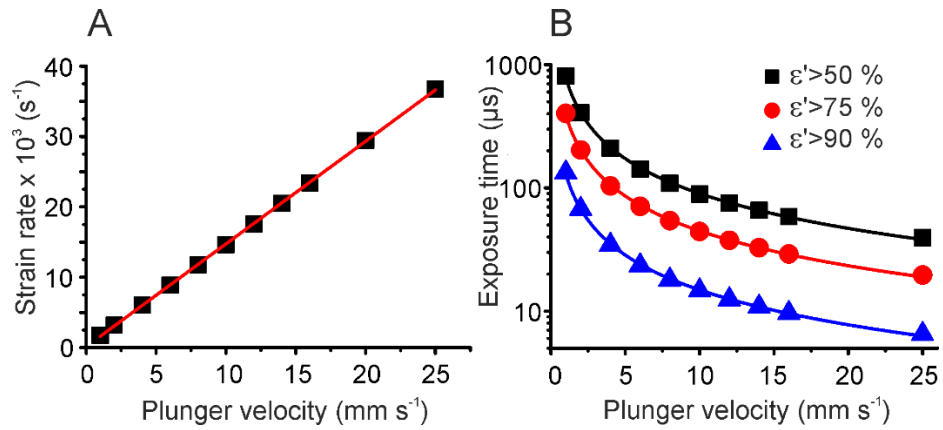 A
Strain rate x 10³ (s⁻¹)
40
30
20
10
0
0 5 10 15 20 25
Plunger velocity (mm s⁻¹)
B
Exposure time (µs)
1000
100
10
0 5 10 15 20 25
Plunger velocity (mm s⁻¹)
ε'>50 %
ε'>75 %
ε'>90 %